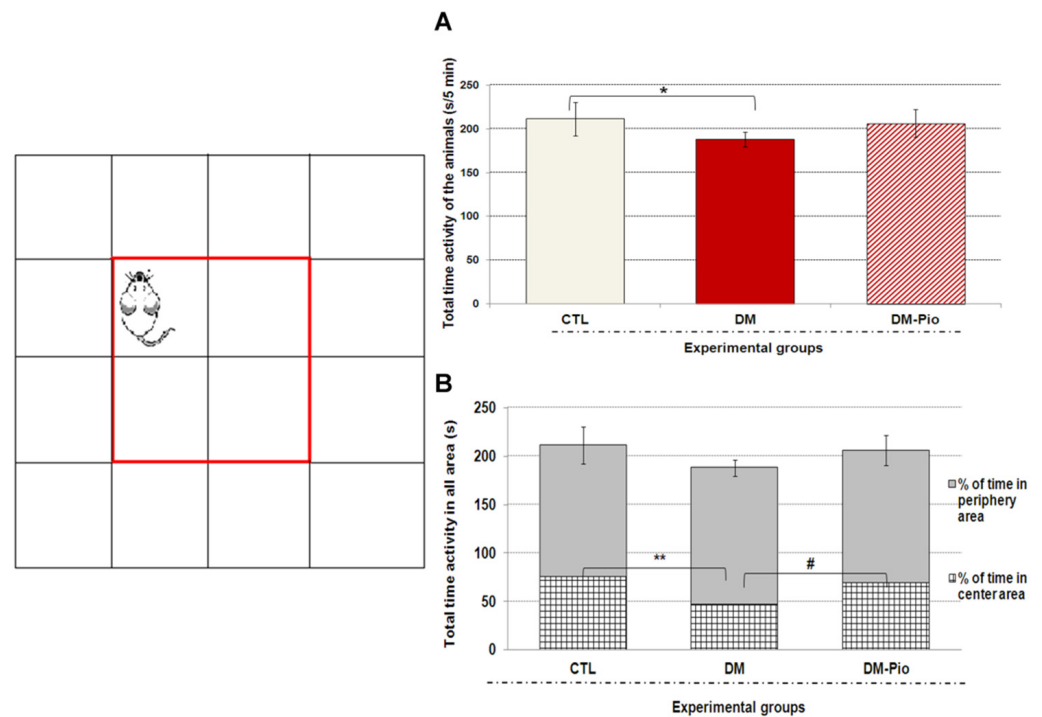 A
Total time activity of the animals (s/5 min)
250
200
150
100
50
0
*
CTL DM DM-Pio
Experimental groups
B
Total time activity in all area (s)
250
200
150
100
50
0
** #
CTL DM DM-Pio
Experimental groups
% of time in
periphery
area
% of time in
center area